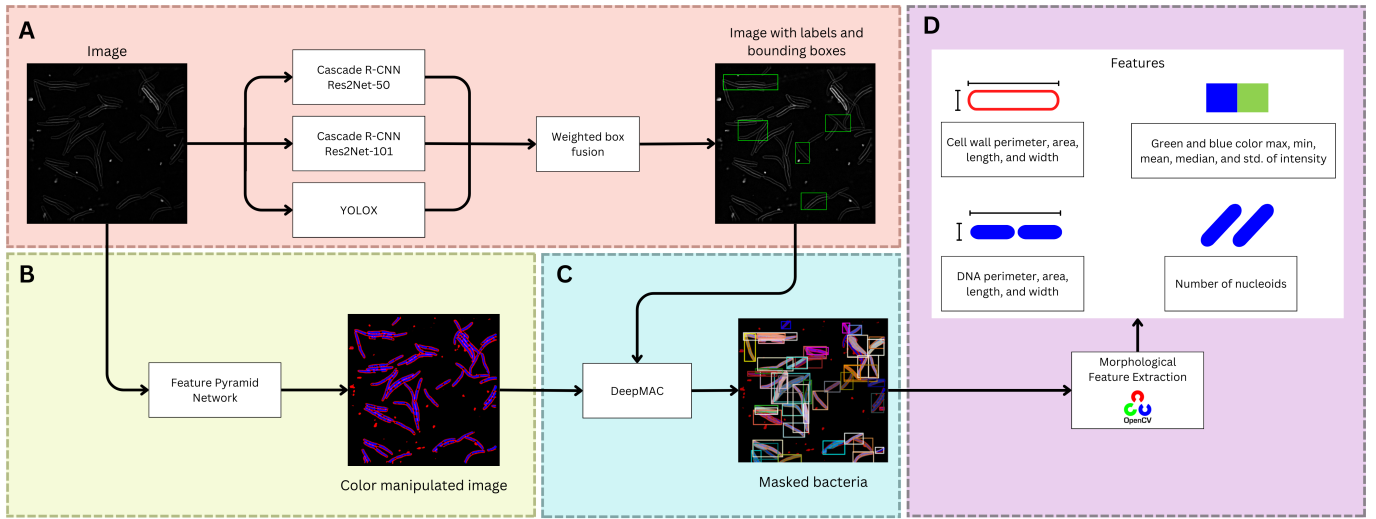 A
Image
Cascade R-CNN
Res2Net-50
Cascade R-CNN
Res2Net-101
YOLOX
Weighted box
fusion
Image with labels and
bounding boxes
B
Feature Pyramid
Network
Color manipulated image
C
DeepMAC
Masked bacteria
D
Features
Cell wall perimeter, area,
length, and width
Green and blue color max, min,
mean, median, and std. of intensity
DNA perimeter, area,
length, and width
Number of nucleoids
Morphological
Feature Extraction
OpenCV